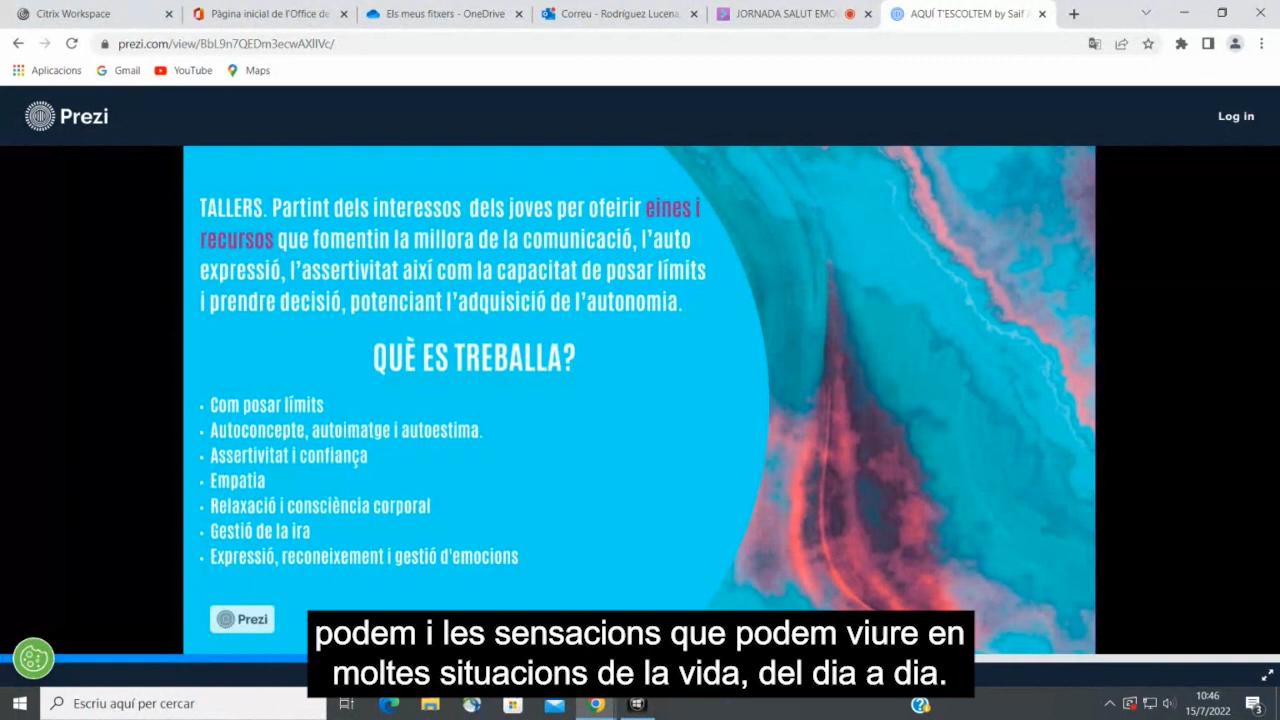 Citrix Workspace
Pàgina inicial de l'Office de
Els meus fitxers - OneDrive
Correu - Rodríguez Lucena,
JORNADA SALUT EMO
AQUÍ T'ESCOLTEM by Saif A
prezi.com/view/BbL9n7QEDm3ecwAXlIVc/
Aplicacions
Gmail
YouTube
Maps
Prezi
Log in
TALLERS. Partint dels interessos dels joves per ofeirir eines i
recursos que fomentin la millora de la comunicació, l'auto
expressió, l'assertivitat així com la capacitat de posar límits
i prendre decisió, potenciant l'adquisició de l'autonomia.
QUÈ ES TREBALLA?
• Com posar límits
• Autoconcepte, autoimatge i autoestima.
• Assertivitat i confiança
• Empatia
• Relaxació i consciència corporal
• Gestió de la ira
• Expressió, reconeixement i gestió d'emocions
Prezi
podem i les sensacions que podem viure en
moltes situacions de la vida, del dia a dia.
Escriu aquí per cercar
10:46
15/7/2022
3